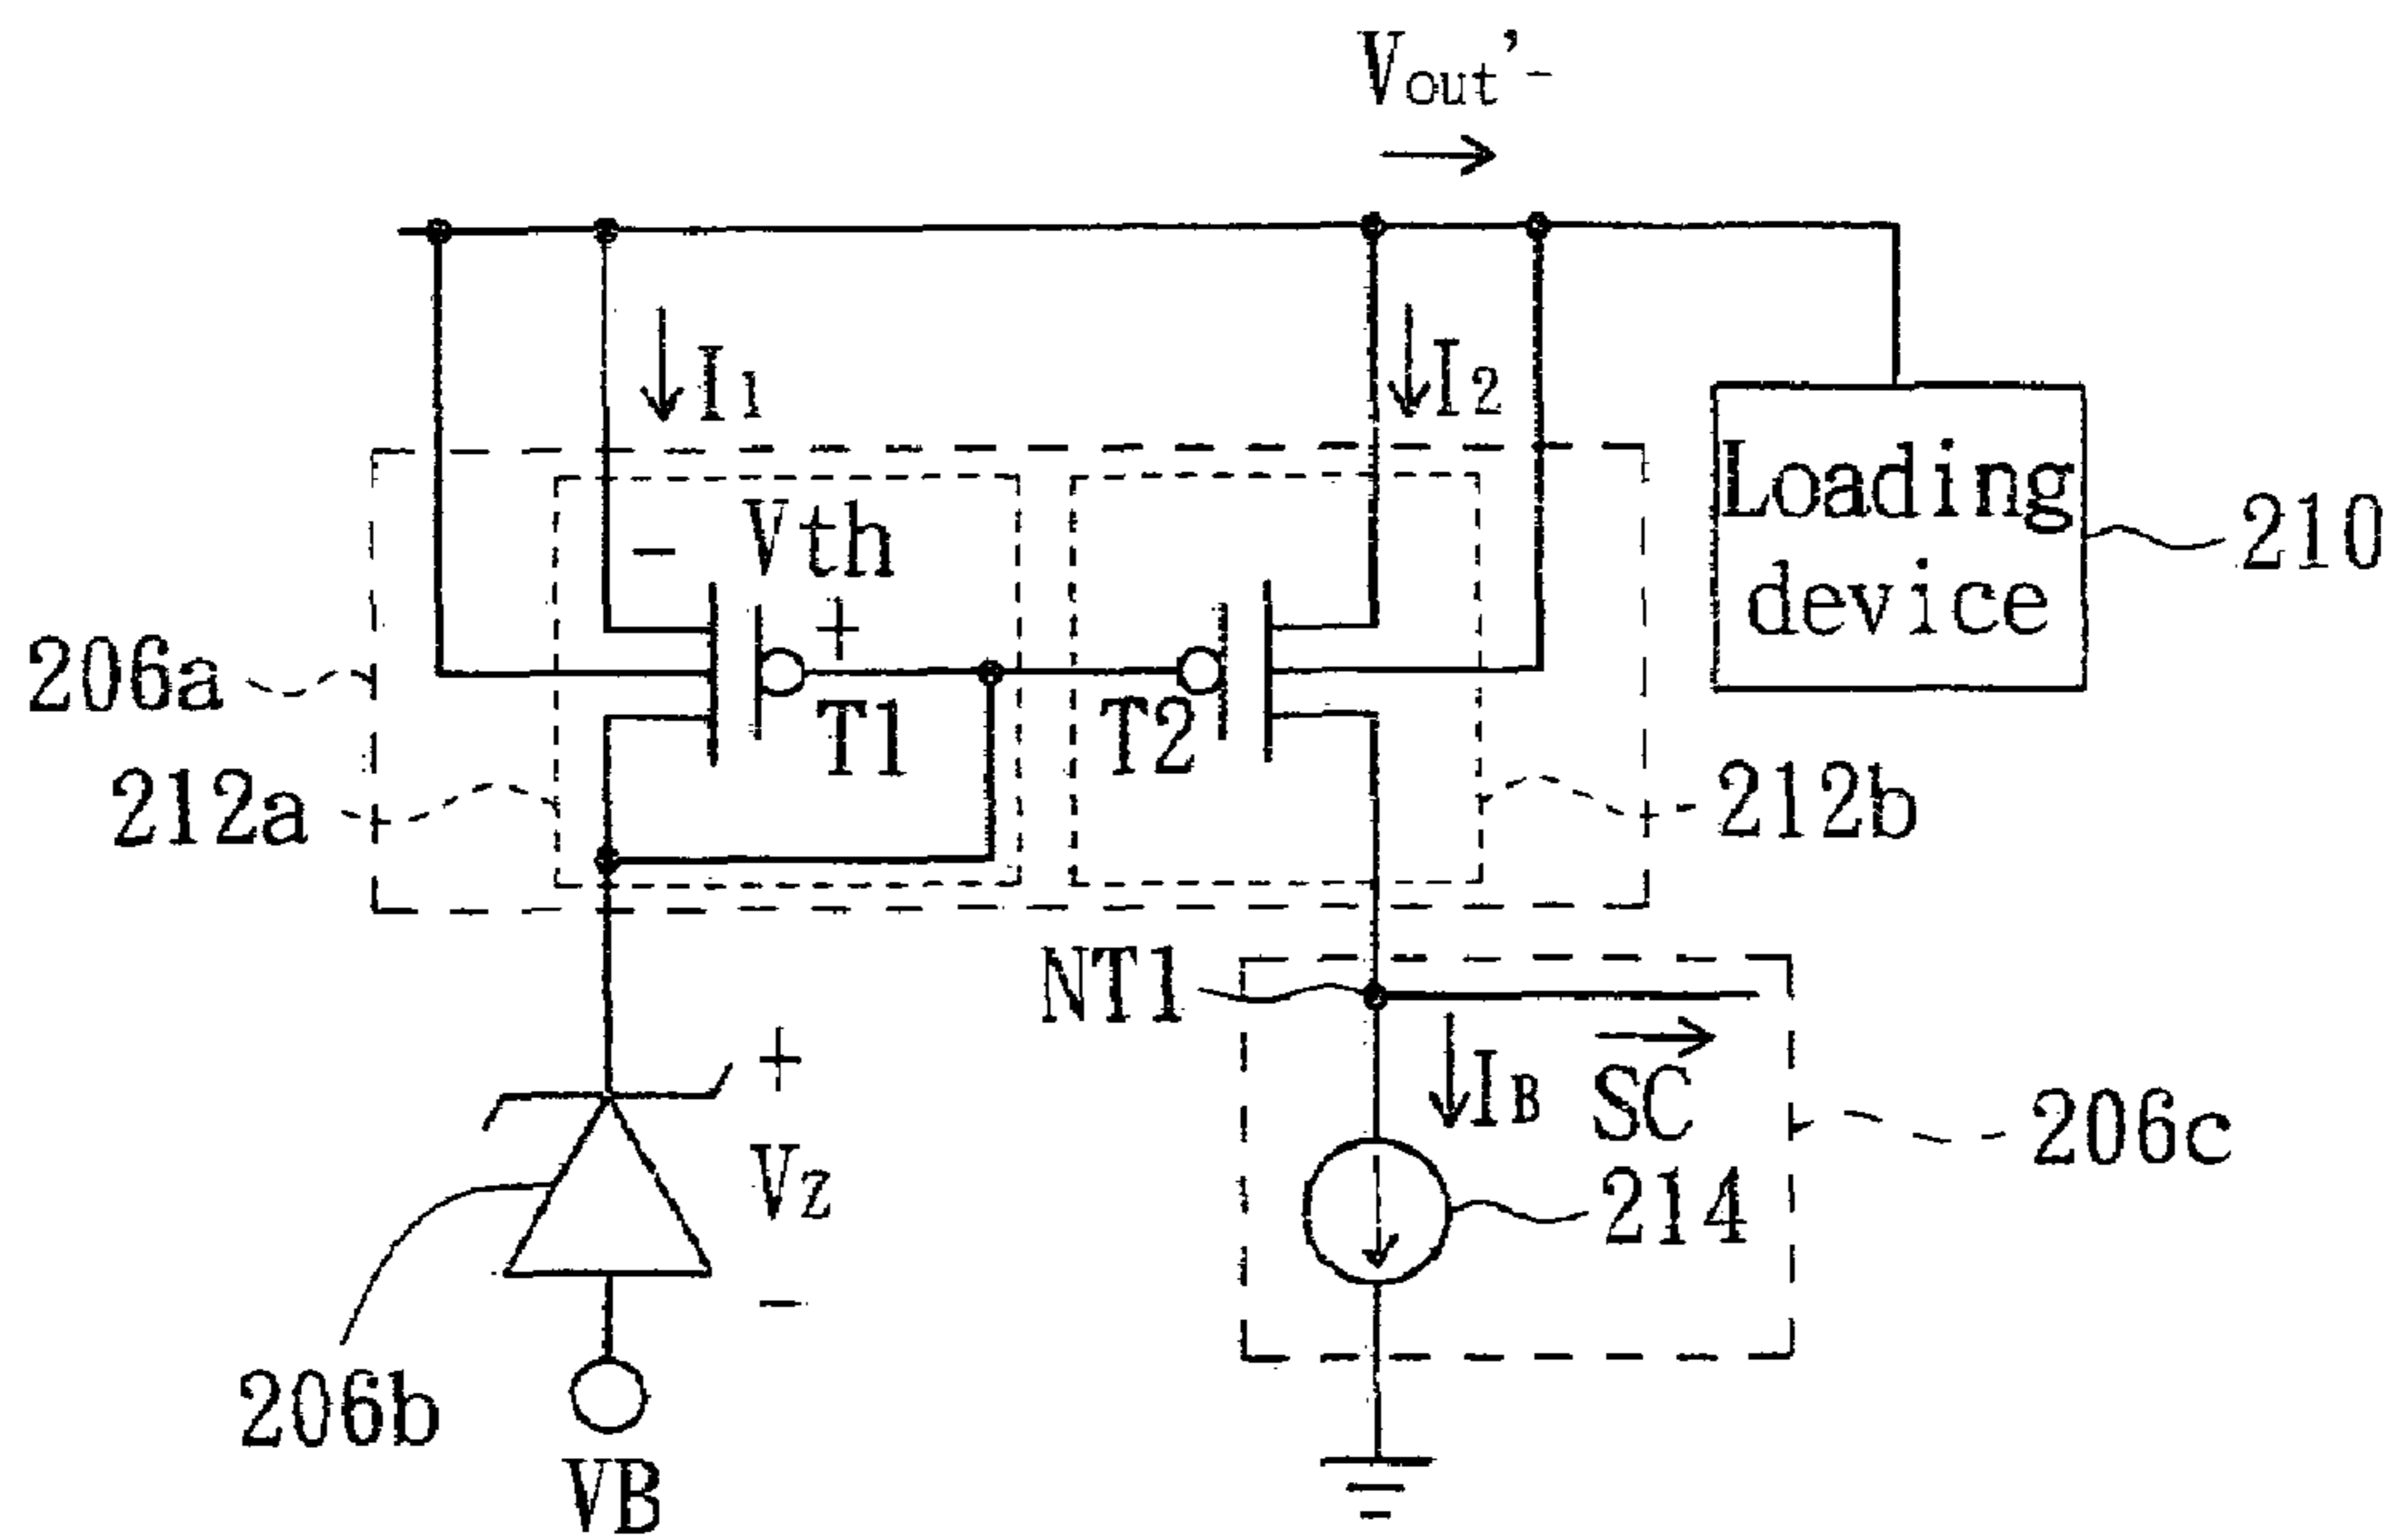 Vout'-
I1
I2
Loading
device
210
- Vth
+
206a
T1
T2
212a
212b
NT1
+
IB
SC
206c
Vz
214
-
206b
VB